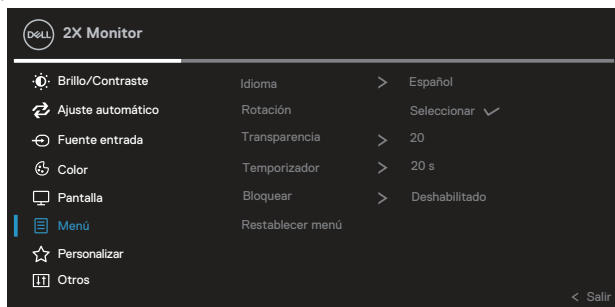 DELL 2X Monitor
Brillo/Contraste
Ajuste automático
Fuente entrada
Color
Pantalla
Menú
Personalizar
Otros
Idioma > Español
Rotación Seleccionar
Transparencia > 20
Temporizador > 20 s
Bloquear > Deshabilitado
Restablecer menú
< Salir